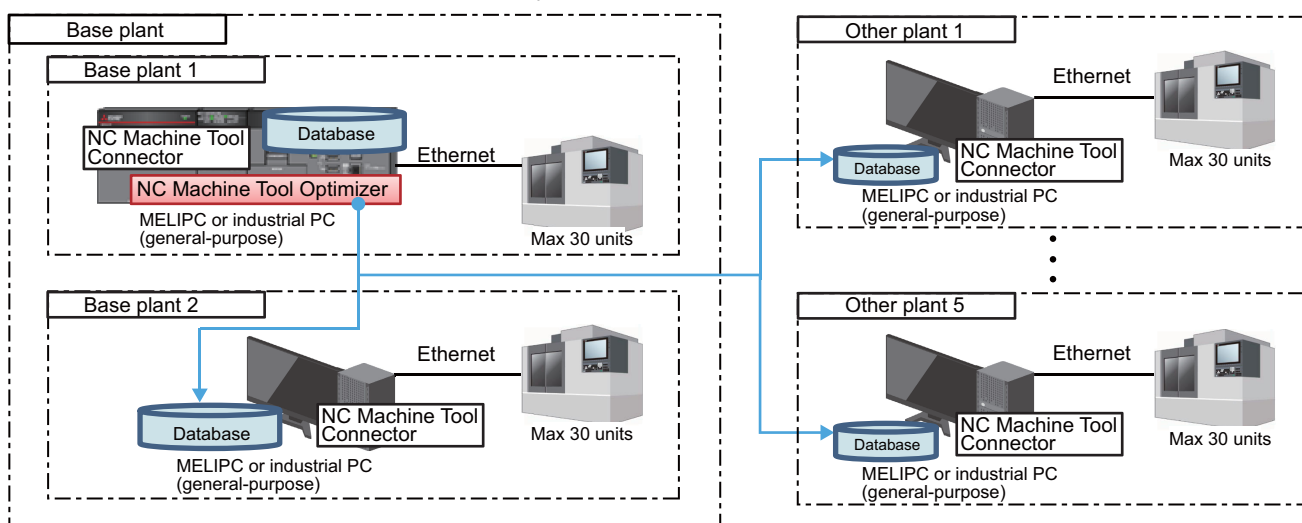 Base plant
Base plant 1
NC Machine Tool
Connector
Database
NC Machine Tool Optimizer
Ethernet
MELIPC or industrial PC
(general-purpose)
Max 30 units
Base plant 2
Ethernet
NC Machine Tool
Connector
Database
Max 30 units
MELIPC or industrial PC
(general-purpose)
Other plant 1
Ethernet
NC Machine Tool
Connector
Database
Max 30 units
MELIPC or industrial PC
(general-purpose)
Other plant 5
Ethernet
NC Machine Tool
Connector
Database
Max 30 units
MELIPC or industrial PC
(general-purpose)